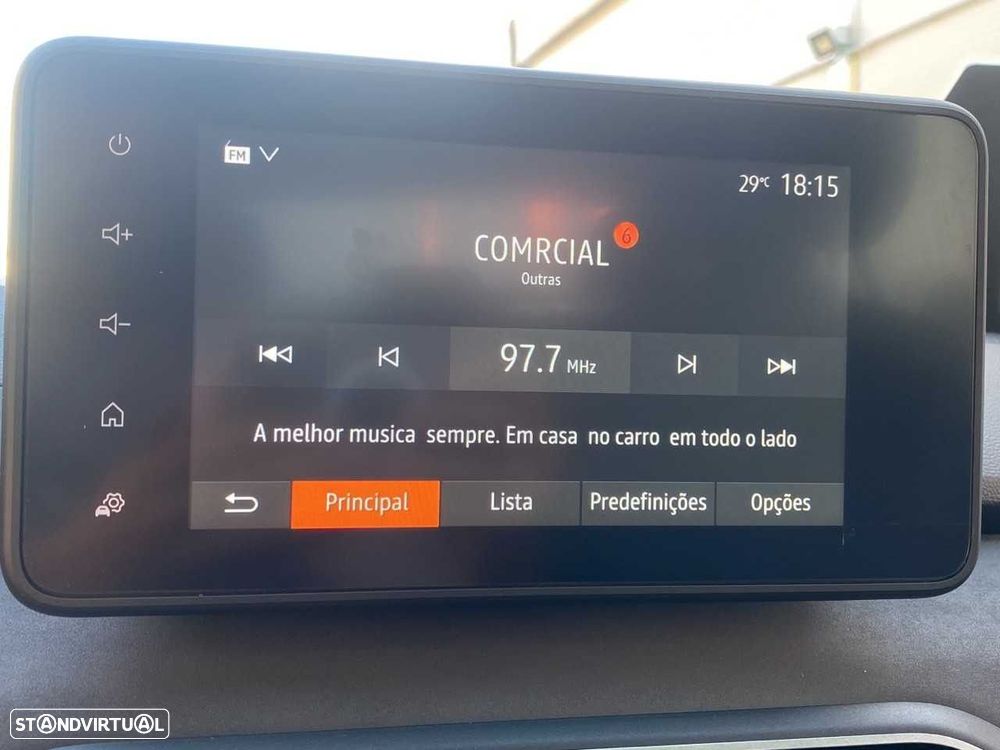 FM
29°C 18:15
COMRCIAL 6
Outras
97.7 MHz
A melhor musica sempre. Em casa no carro em todo o lado
Principal Lista Predefinições Opções
STANDVIRTUAL